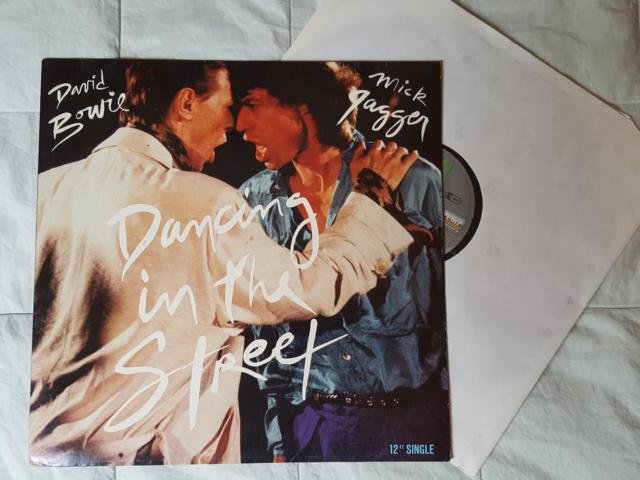 David
Bowie
Mick
Jagger
Dancing
in the
Street
12" SINGLE